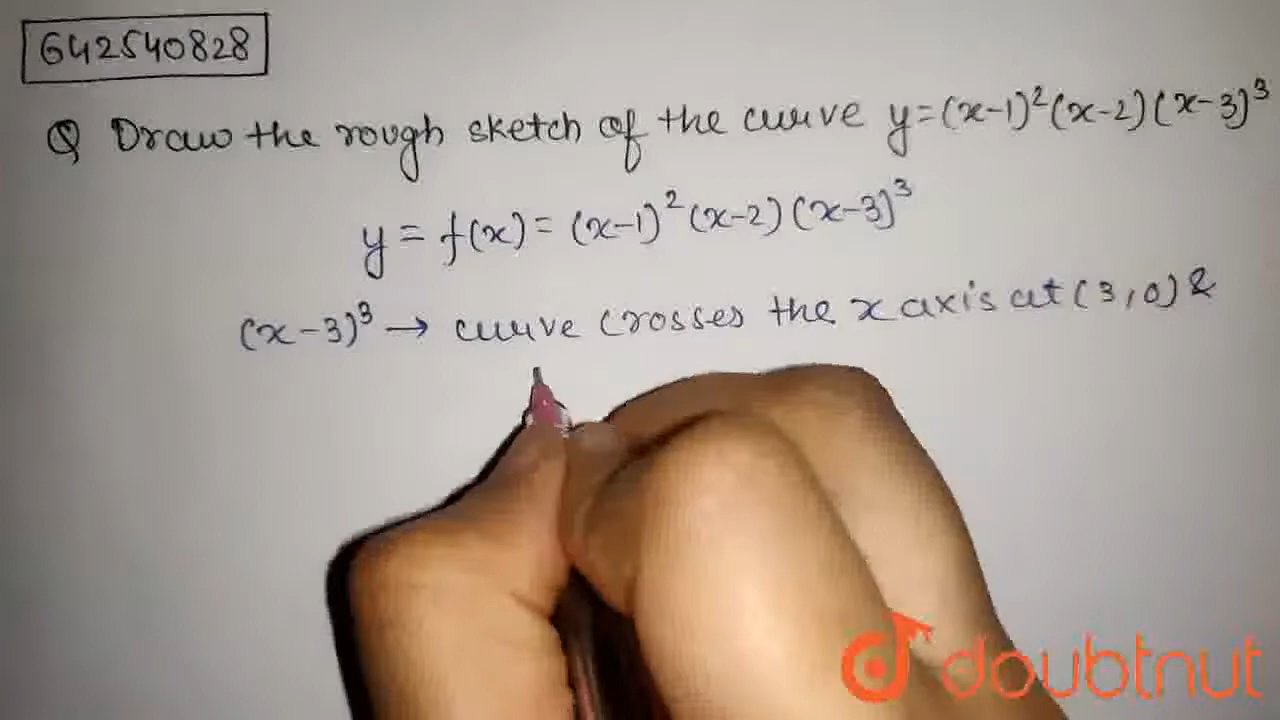 642540828
Q Draw the rough sketch of the curve y=(x-1)²(x-2)(x-3)³
y = f(x) = (x-1)²(x-2)(x-3)³
(x-3)³ → curve crosses the x axis at (3,0) &
doubtnut